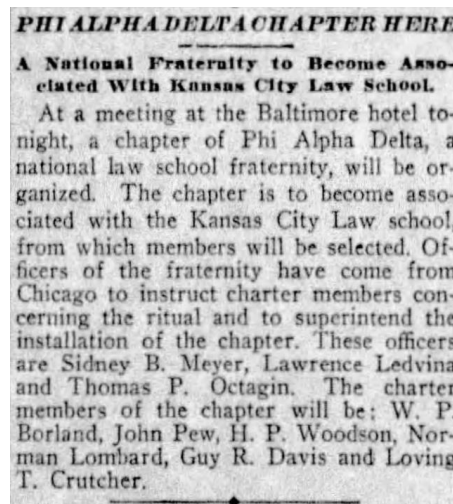 PHI ALPHA DELTA CHAPTER HERE
A National Fraternity to Become Asso-
ciated With Kansas City Law School.
At a meeting at the Baltimore hotel to-
night, a chapter of Phi Alpha Delta, a
national law school fraternity, will be or-
ganized. The chapter is to become asso-
ciated with the Kansas City Law school,
from which members will be selected. Of-
ficers of the fraternity have come from
Chicago to instruct charter members con-
cerning the ritual and to superintend the
installation of the chapter. These officers
are Sidney B. Meyer, Lawrence Ledvina
and Thomas P. Octagin. The charter
members of the chapter will be: W. P.
Borland, John Pew, H. P. Woodson, Nor-
man Lombard, Guy R. Davis and Loving
T. Crutcher.